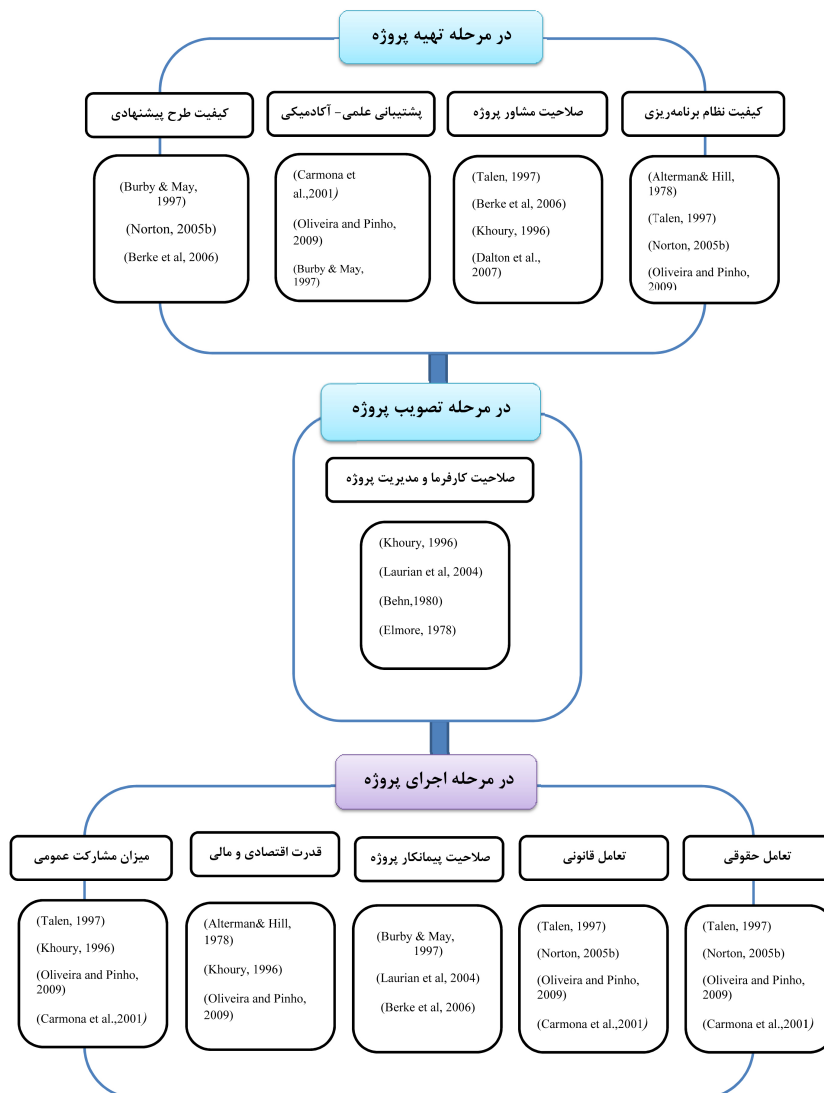 در مرحله تهیه پروژه
کیفیت نظام برنامه‌ریزی
(Alterman& Hill,
1978)
(Talen, 1997)
(Norton, 2005b)
(Oliveira and Pinho,
2009)
صلاحیت مشاور پروژه
(Talen, 1997)
(Berke et al, 2006)
(Khoury, 1996)
(Dalton et al.,
2007)
پشتیبانی علمی- آکادمیکی
(Carmona et
al.,2001)
(Oliveira and Pinho,
2009)
(Burby & May,
1997)
کیفیت طرح پیشنهادی
(Burby & May,
1997)
(Norton, 2005b)
(Berke et al, 2006)
در مرحله تصویب پروژه
صلاحیت کارفرما و مدیریت پروژه
(Khoury, 1996)
(Laurian et al, 2004)
(Behn,1980)
(Elmore, 1978)
در مرحله اجرای پروژه
تعامل حقوقی
(Talen, 1997)
(Norton, 2005b)
(Oliveira and Pinho,
2009)
(Carmona et al.,2001)
تعامل قانونی
(Talen, 1997)
(Norton, 2005b)
(Oliveira and Pinho,
2009)
(Carmona et al.,2001)
صلاحیت پیمانکار پروژه
(Burby & May,
1997)
(Laurian et al, 2004)
(Berke et al, 2006)
قدرت اقتصادی و مالی
(Alterman& Hill,
1978)
(Khoury, 1996)
(Oliveira and Pinho,
2009)
میزان مشارکت عمومی
(Talen, 1997)
(Khoury, 1996)
(Oliveira and Pinho,
2009)
(Carmona et al.,2001)